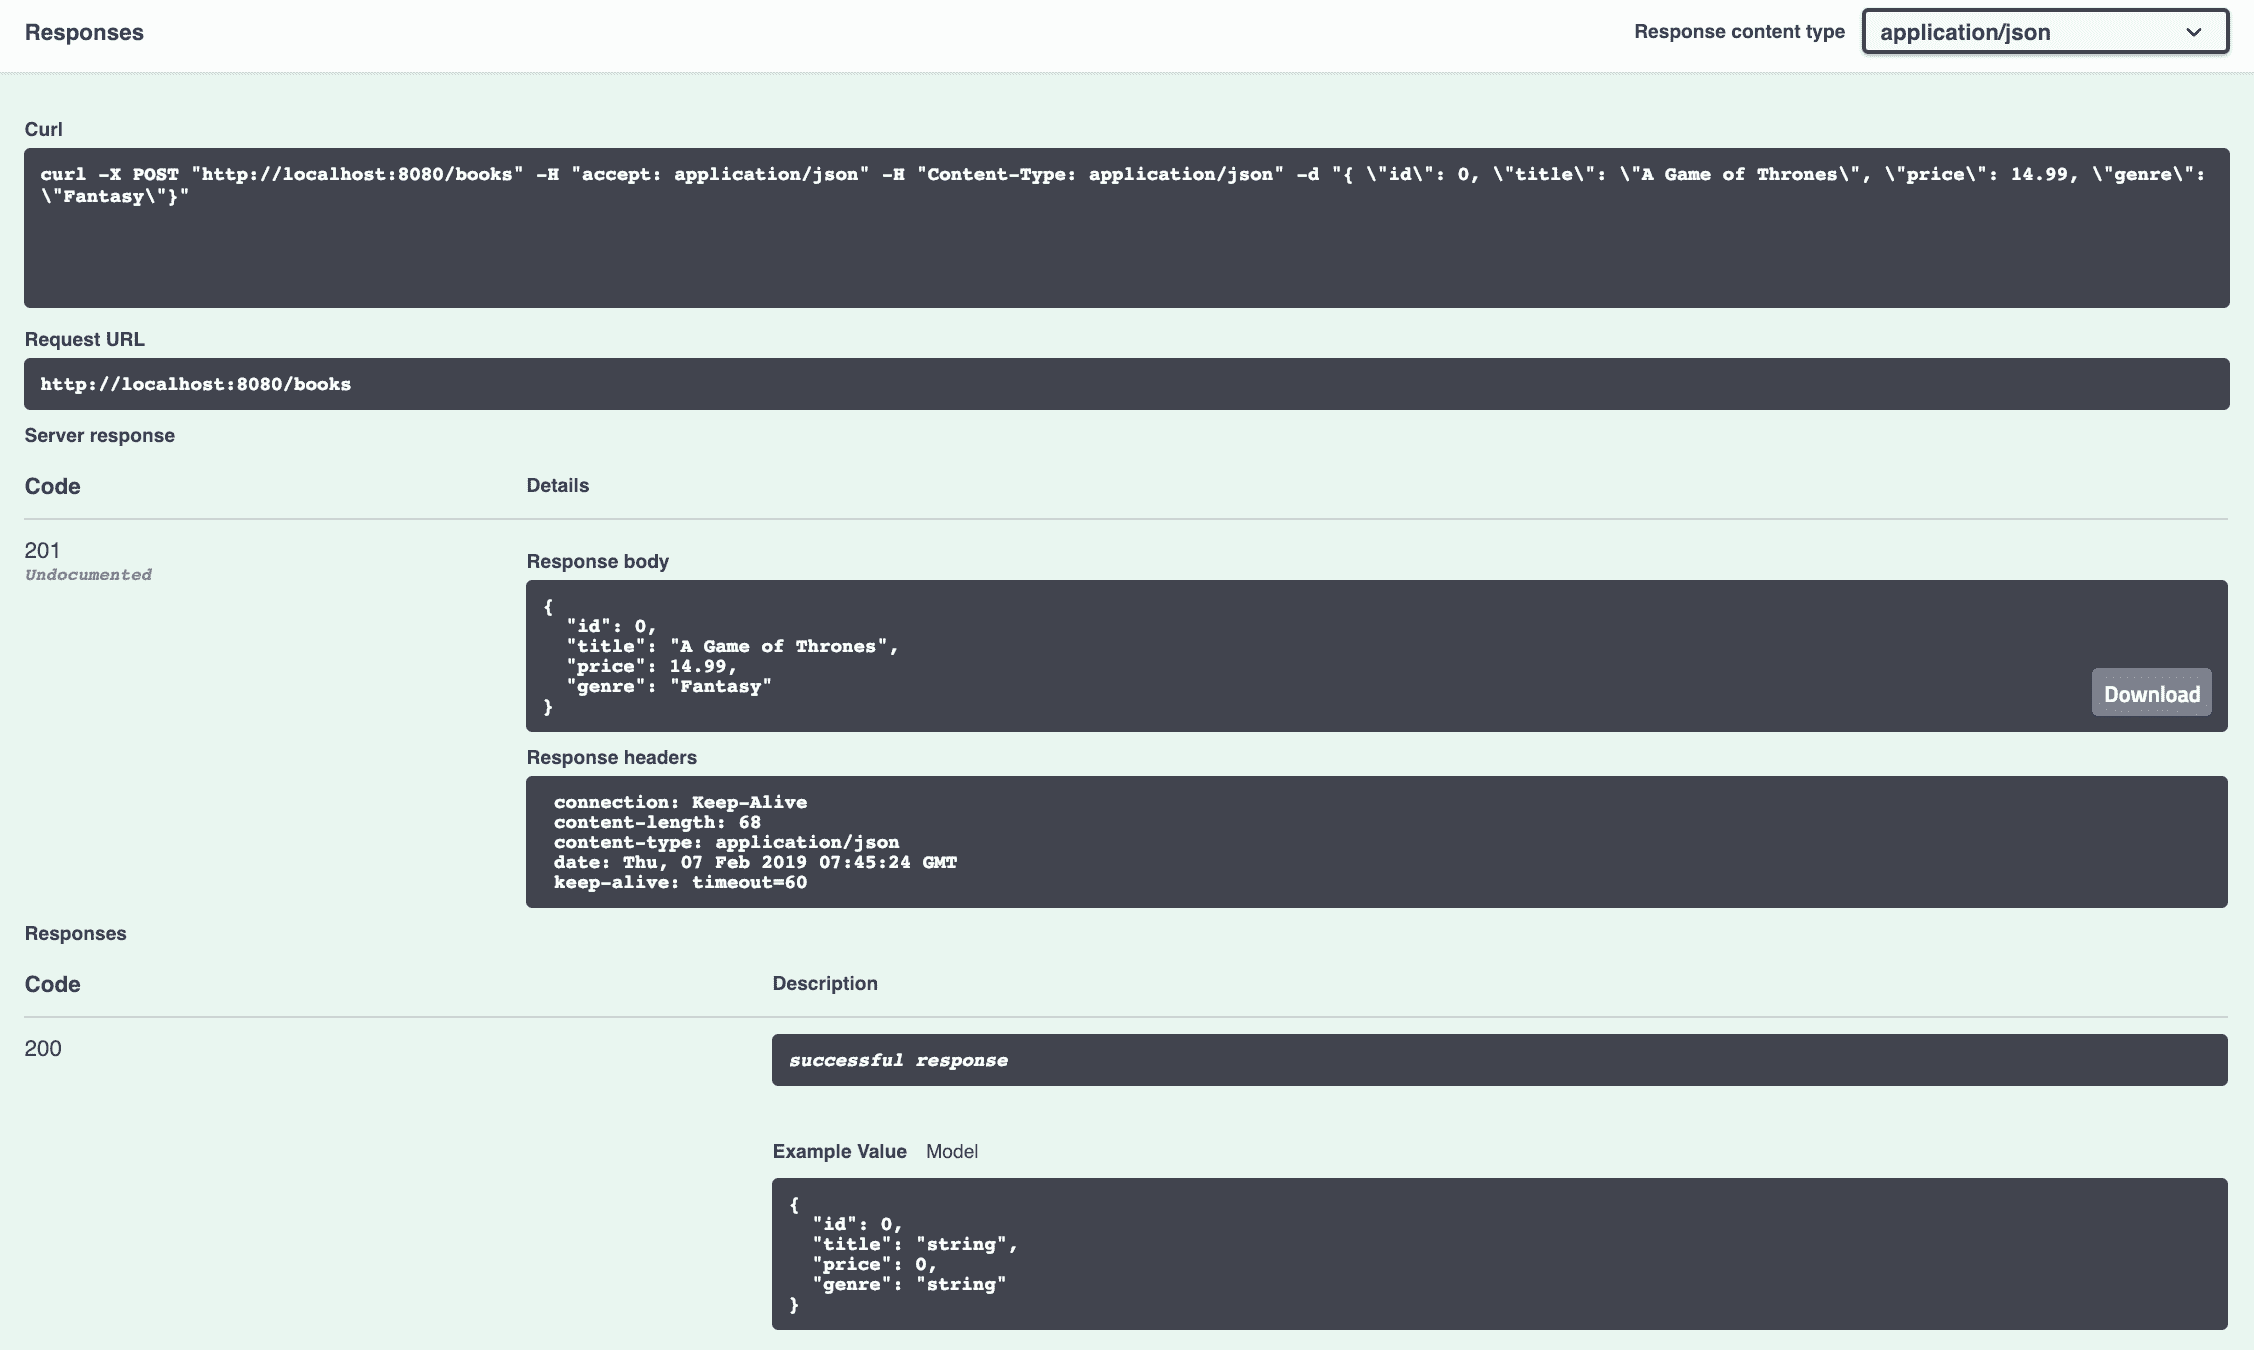 Responses
Response content type
application/json
Curl
curl -X POST "http://localhost:8080/books" -H "accept: application/json" -H "Content-Type: application/json" -d "{ \"id\": 0, \"title\": \"A Game of Thrones\", \"price\": 14.99, \"genre\":
\"Fantasy\"}"
Request URL
http://localhost:8080/books
Server response
Code
Details
201
Undocumented
Response body
{
  "id": 0,
  "title": "A Game of Thrones",
  "price": 14.99,
  "genre": "Fantasy"
}
Download
Response headers
connection: Keep-Alive
content-length: 68
content-type: application/json
date: Thu, 07 Feb 2019 07:45:24 GMT
keep-alive: timeout=60
Responses
Code
Description
200
successful response
Example Value
Model
{
  "id": 0,
  "title": "string",
  "price": 0,
  "genre": "string"
}